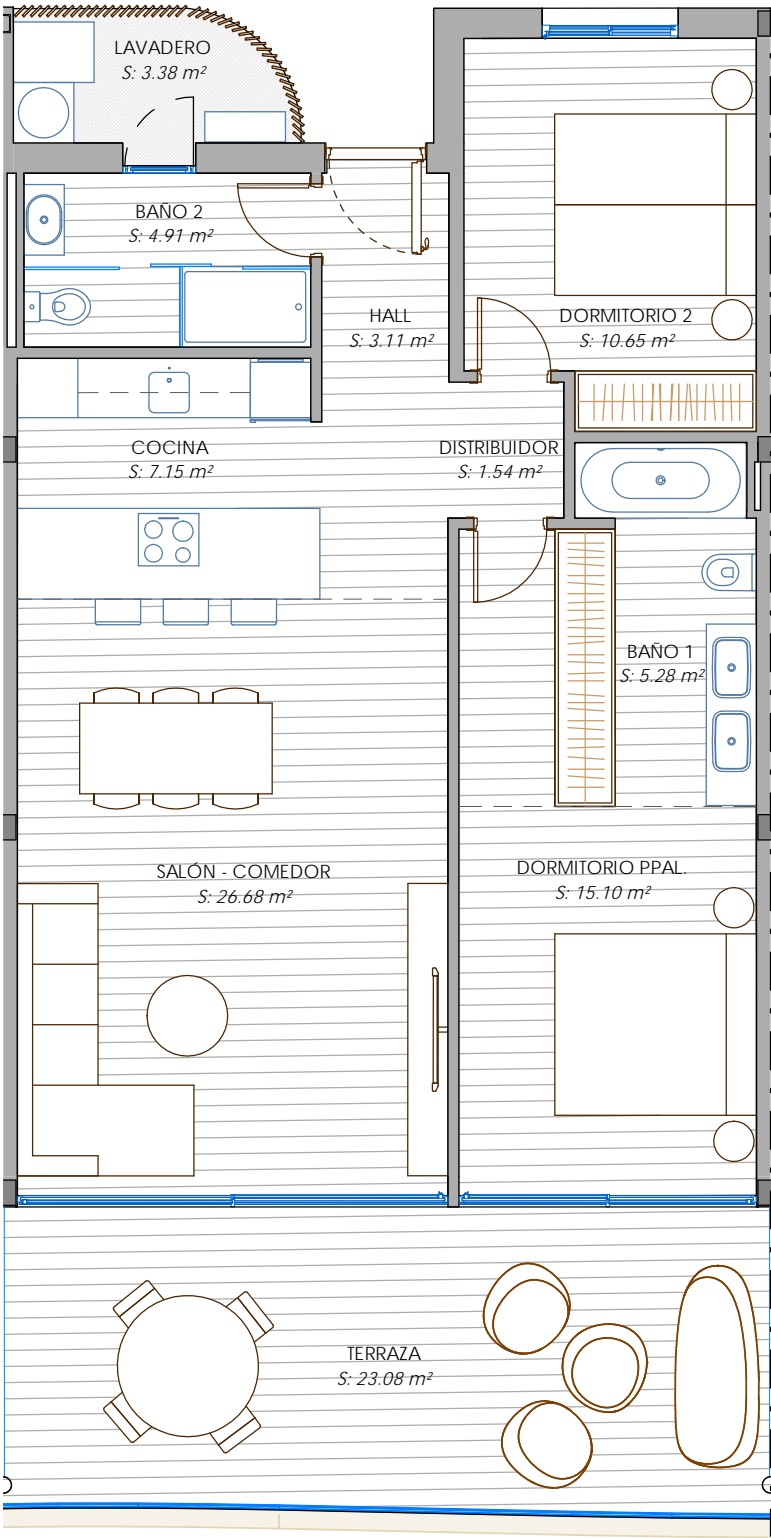 LAVADERO
S: 3.38 m²
BAÑO 2
S: 4.91 m²
HALL
S: 3.11 m²
DORMITORIO 2
S: 10.65 m²
COCINA
S: 7.15 m²
DISTRIBUIDOR
S: 1.54 m²
BAÑO 1
S: 5.28 m²
SALÓN - COMEDOR
S: 26.68 m²
DORMITORIO PPAL.
S: 15.10 m²
TERRAZA
S: 23.08 m²